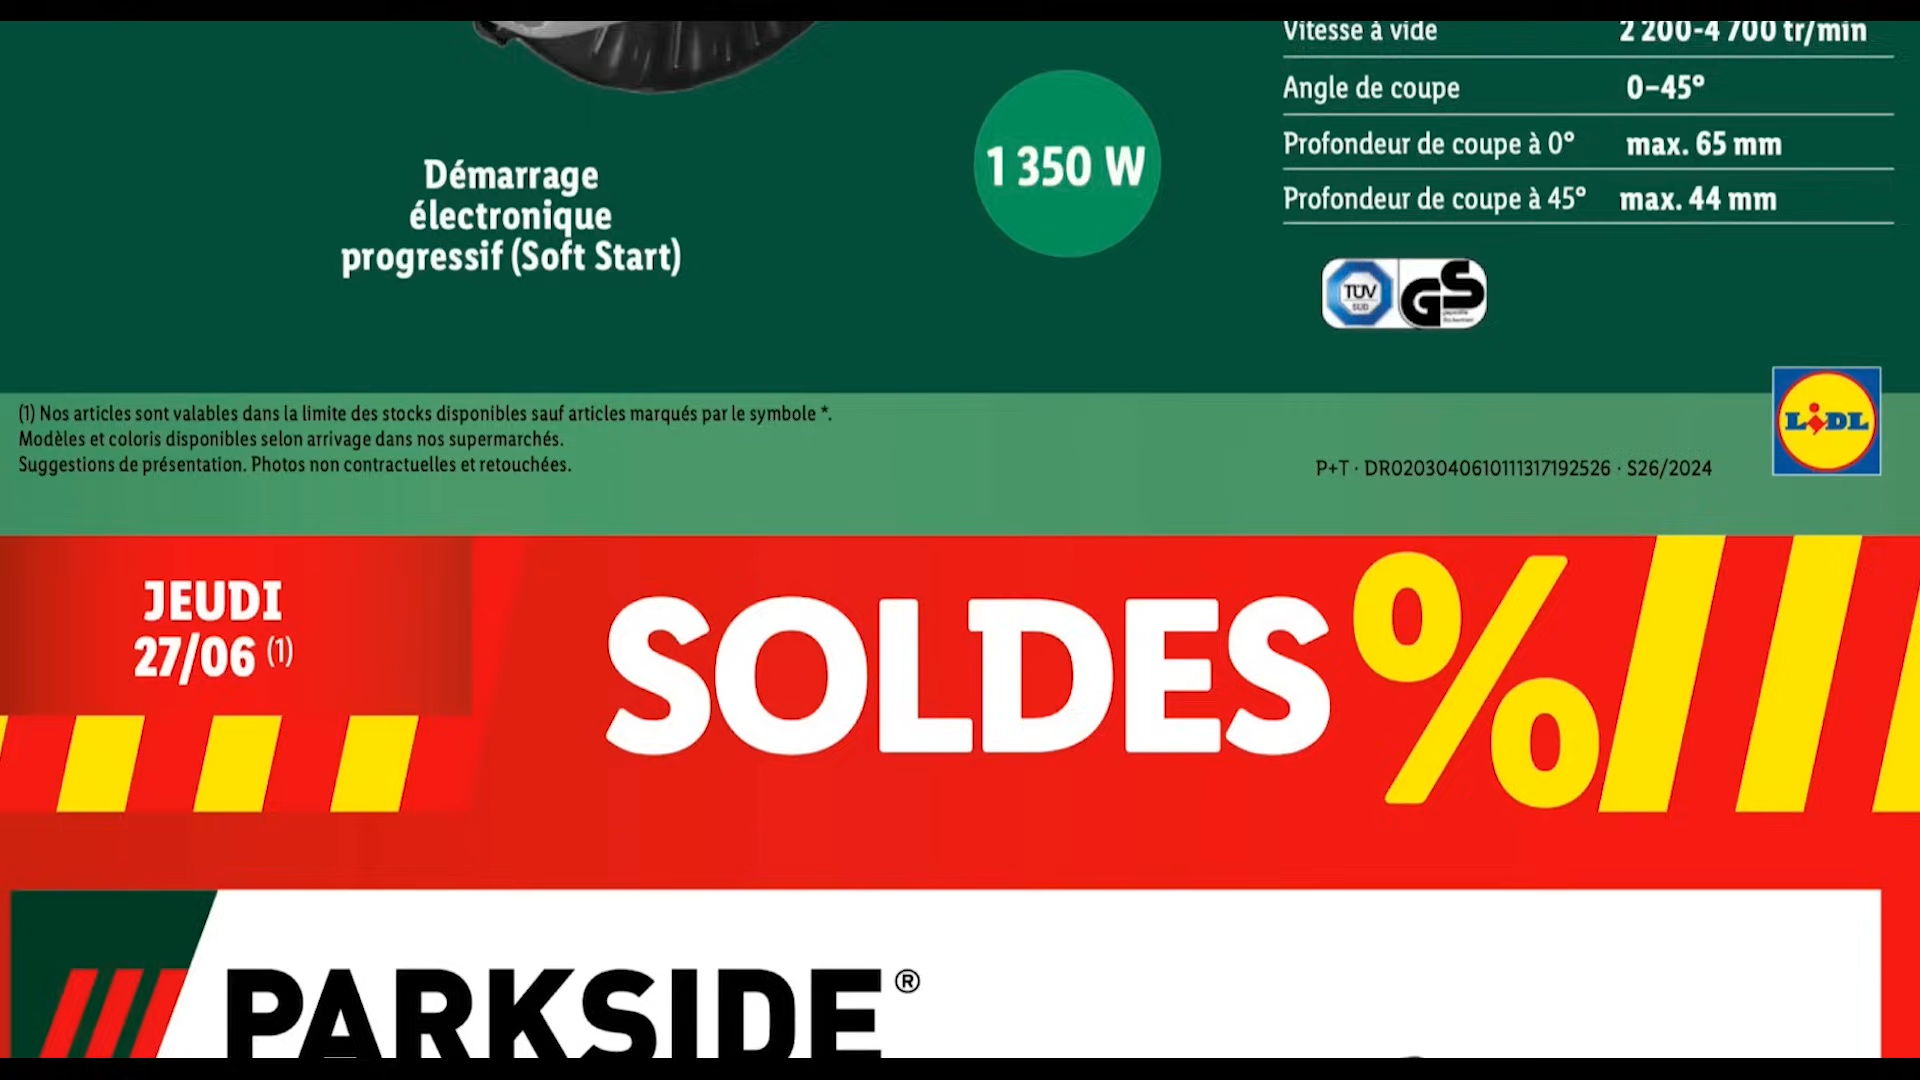 Vitesse à vide 2 200-4 700 tr/min
Angle de coupe 0-45°
Profondeur de coupe à 0° max. 65 mm
Profondeur de coupe à 45° max. 44 mm
1 350 W
Démarrage
électronique
progressif (Soft Start)
TÜV
SÜD
GS
(1) Nos articles sont valables dans la limite des stocks disponibles sauf articles marqués par le symbole *.
Modèles et coloris disponibles selon arrivage dans nos supermarchés.
Suggestions de présentation. Photos non contractuelles et retouchées.
P+T · DR0203040610111317192526 · S26/2024
LiDL
JEUDI
27/06 (1)
SOLDES%
PARKSIDE®